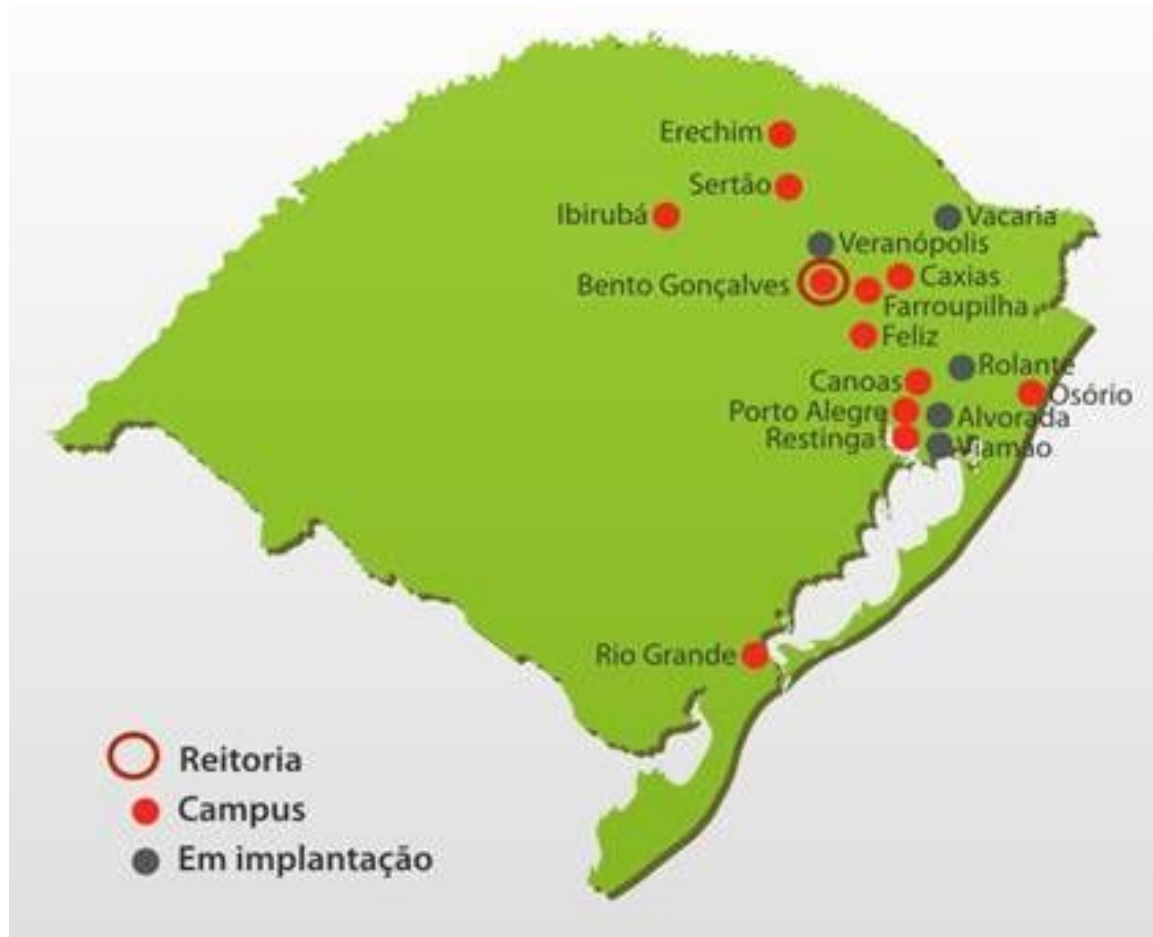 Erechim
Sertão
Ibirubá
Vacaria
Veranópolis
Bento Gonçalves
Caxias
Farroupilha
Feliz
Rolante
Canoas
Osório
Porto Alegre
Alvorada
Restinga
Viamão
Rio Grande
Reitoria
Campus
Em implantação